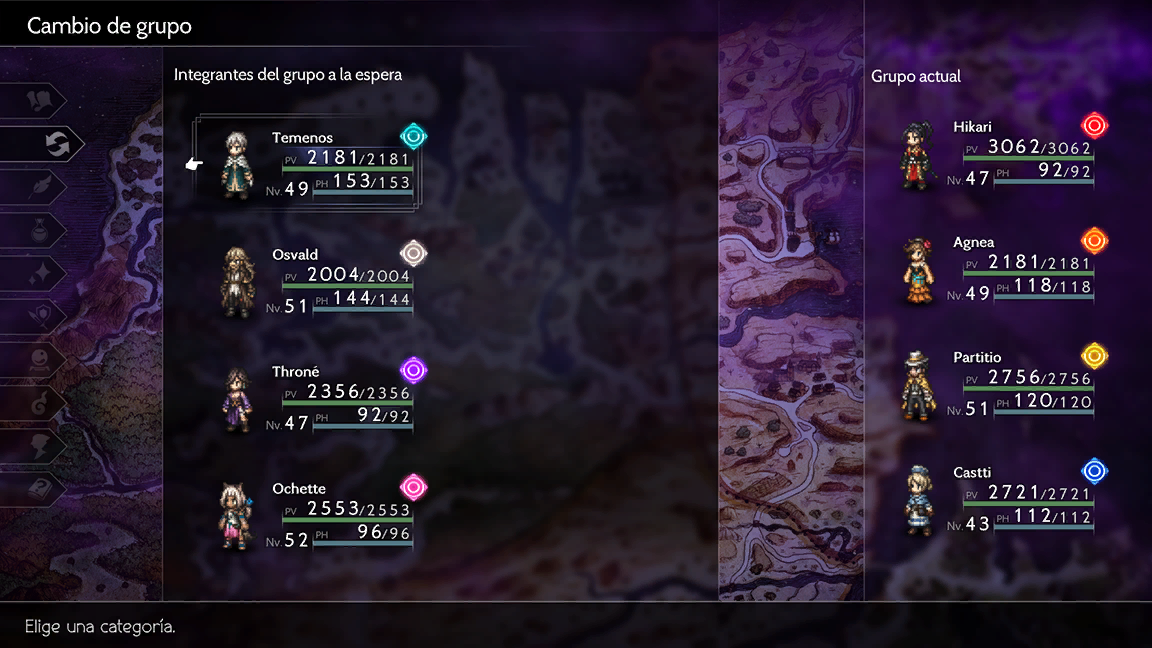 Cambio de grupo
Integrantes del grupo a la espera
Temenos
PV 2181/2181
Nv. 49 PH 153/153
Osvald
PV 2004/2004
Nv. 51 PH 144/144
Throné
PV 2356/2356
Nv. 47 PH 92/92
Ochette
PV 2553/2553
Nv. 52 PH 96/96
Grupo actual
Hikari
PV 3062/3062
Nv. 47 PH 92/92
Agnea
PV 2181/2181
Nv. 49 PH 118/118
Partitio
PV 2756/2756
Nv. 51 PH 120/120
Castti
PV 2721/2721
Nv. 43 PH 112/112
Elige una categoría.